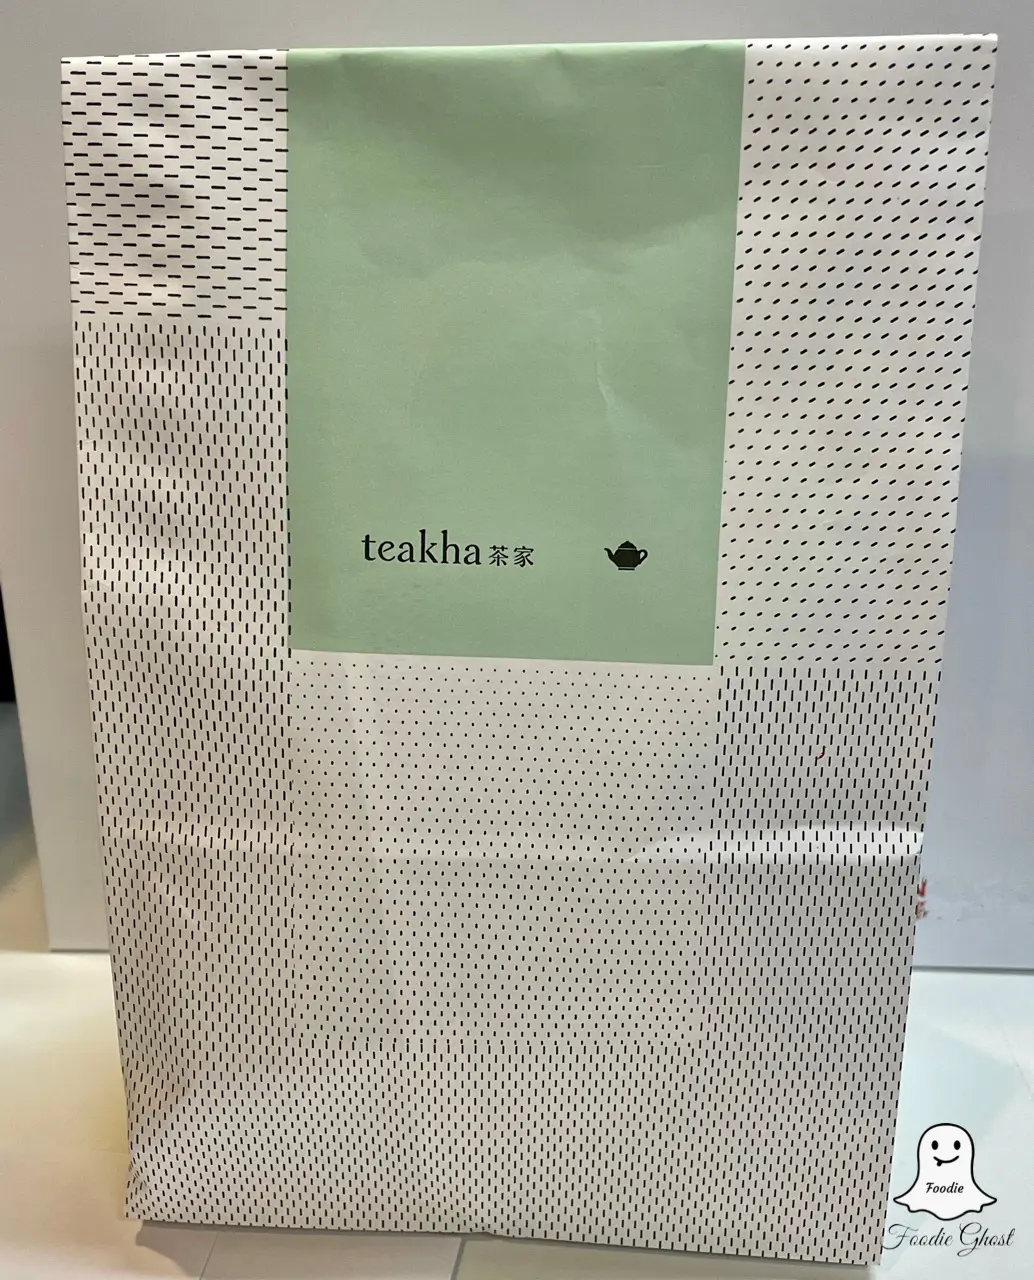 teakha 茶家
Foodie
Foodie Ghost